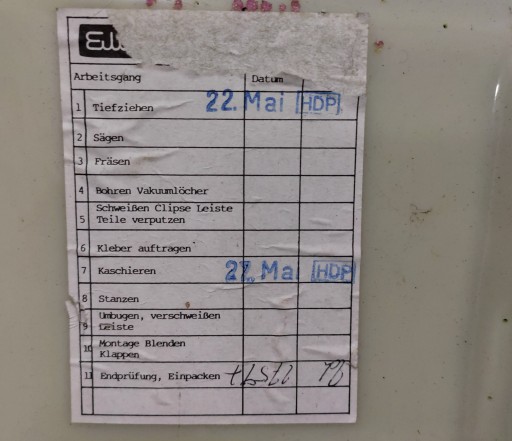 Arbeitsgang Datum
1 Tiefziehen 22. Mai HDP
2 Sägen
3 Fräsen
4 Bohren Vakuumlöcher
Schweißen Clipse Leiste
5 Teile verputzen
6 Kleber auftragen
7 Kaschieren 27. Mai HDP
8 Stanzen
Umbugen, verschweißen
9 Leiste
10 Montage Blenden
Klappen
11 Endprüfung, Einpacken